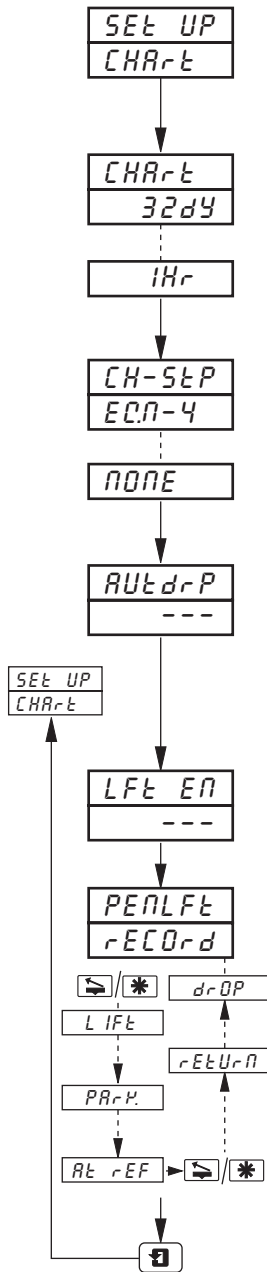 SEt UP
CHArt
CHArt
32dY
1Hr
CH-StP
EC.N-4
NONE
AUtdrP
---
SEt UP
CHArt
LFt EN
---
PENLFt
rECOrd
LIFt
drOP
PArK.
rEtUrN
At rEF